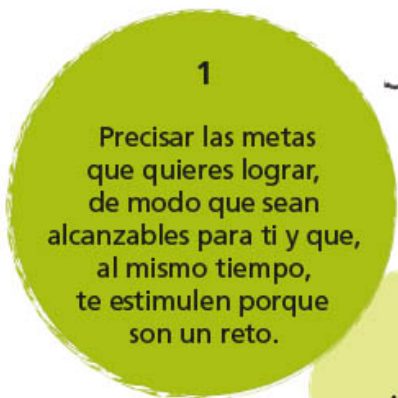 1
Precisar las metas
que quieres lograr,
de modo que sean
alcanzables para ti y que,
al mismo tiempo,
te estimulen porque
son un reto.